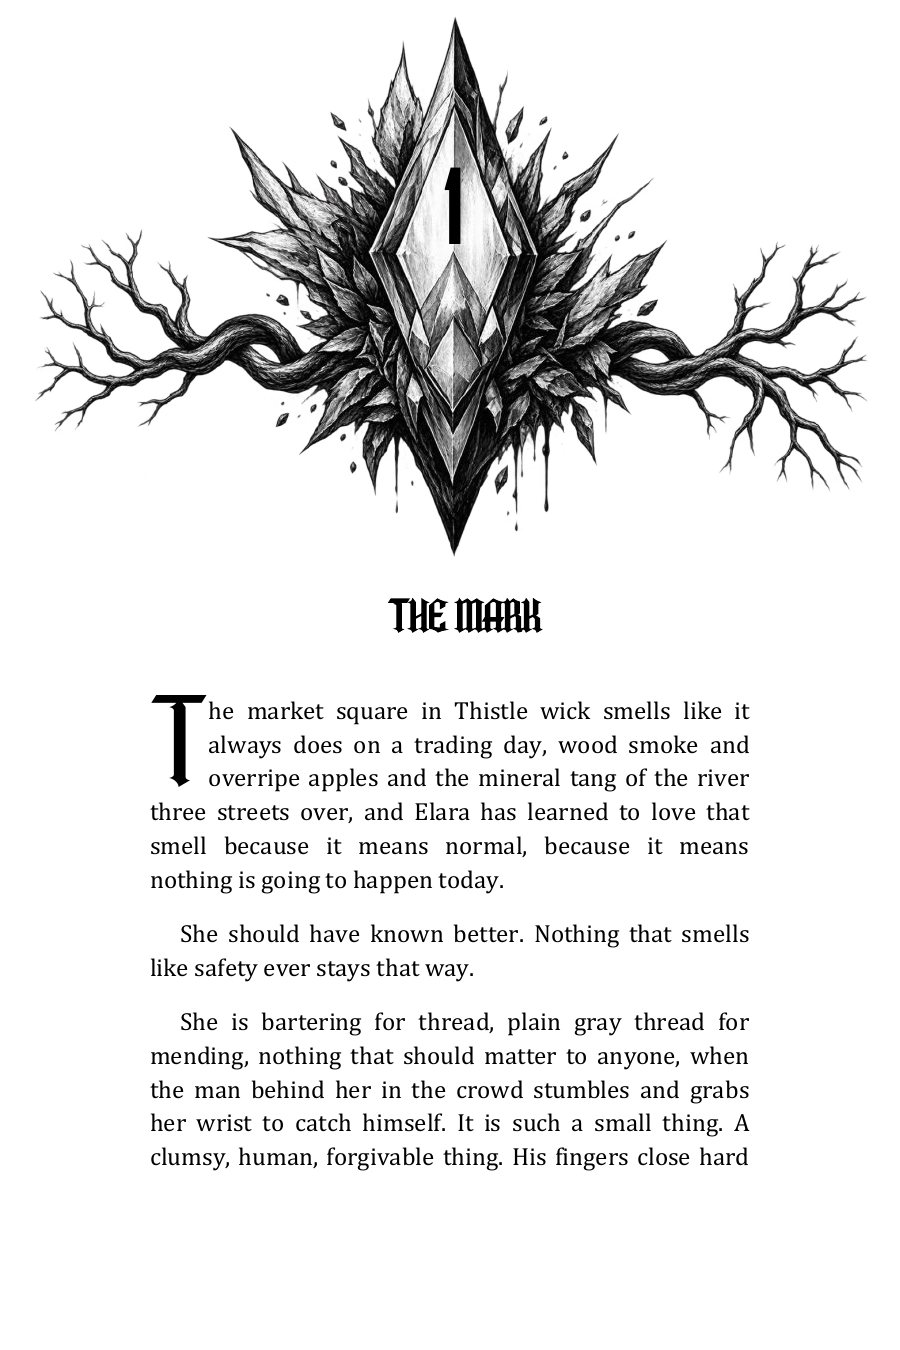 1
THE MARK
The market square in Thistle wick smells like it
always does on a trading day, wood smoke and
overripe apples and the mineral tang of the river
three streets over, and Elara has learned to love that
smell because it means normal, because it means
nothing is going to happen today.
She should have known better. Nothing that smells
like safety ever stays that way.
She is bartering for thread, plain gray thread for
mending, nothing that should matter to anyone, when
the man behind her in the crowd stumbles and grabs
her wrist to catch himself. It is such a small thing. A
clumsy, human, forgivable thing. His fingers close hard